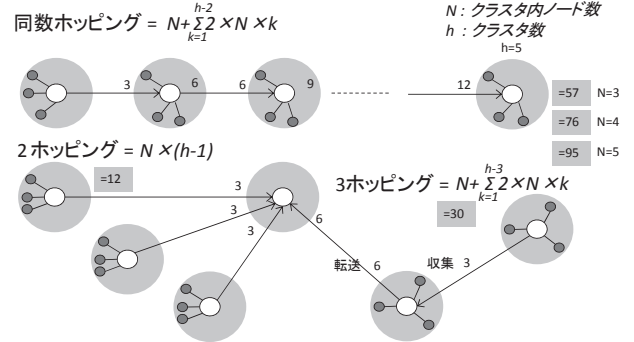 同数ホッピング = N+ Σ 2×N×k
h-2
k=1
N : クラスタ内ノード数
h : クラスタ数
h=5
3
6
6
9
12
=57 N=3
=76 N=4
=95 N=5
2ホッピング = N×(h-1)
=12
3
3
3
3ホッピング = N+ Σ 2×N×k
h-3
k=1
=30
6
転送 6
収集 3